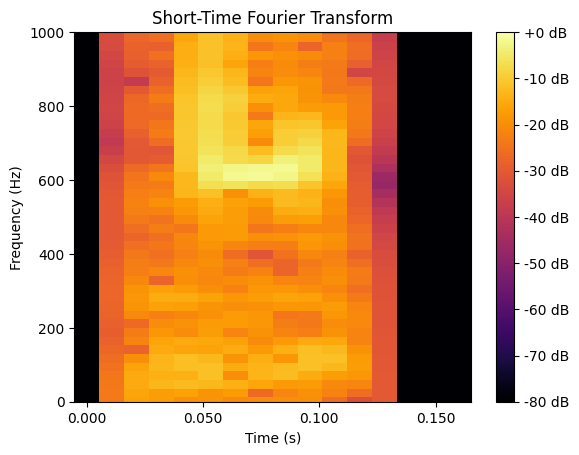 Short-Time Fourier Transform
Frequency (Hz)
1000
800
600
400
200
0
0.000
0.050
0.100
0.150
Time (s)
+0 dB
-10 dB
-20 dB
-30 dB
-40 dB
-50 dB
-60 dB
-70 dB
-80 dB